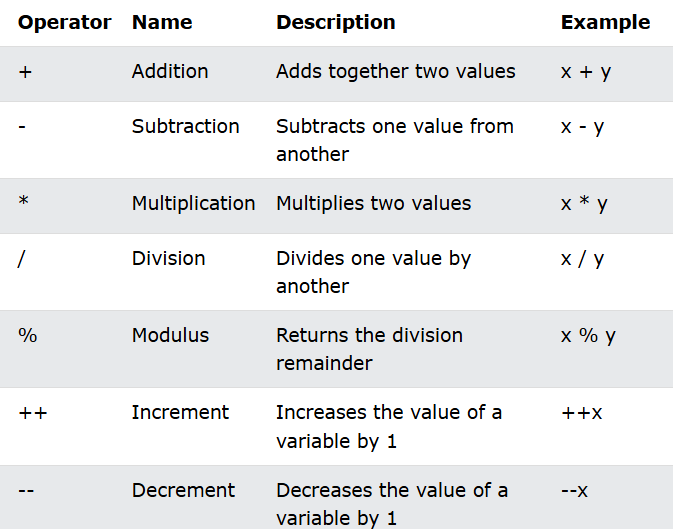 Operator Name Description Example
+ Addition Adds together two values x + y
- Subtraction Subtracts one value from x - y
another
* Multiplication Multiplies two values x * y
/ Division Divides one value by x / y
another
% Modulus Returns the division x % y
remainder
++ Increment Increases the value of a ++x
variable by 1
-- Decrement Decreases the value of a --x
variable by 1